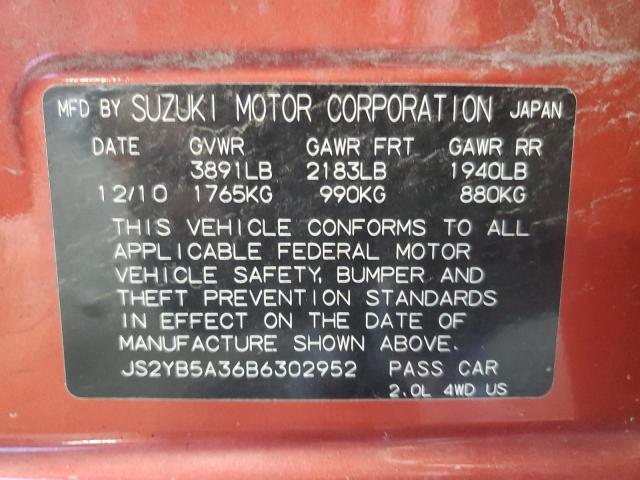 MFD BY SUZUKI MOTOR CORPORATION JAPAN
DATE GVWR GAWR FRT GAWR RR
3891LB 2183LB 1940LB
12/10 1765KG 990KG 880KG
THIS VEHICLE CONFORMS TO ALL
APPLICABLE FEDERAL MOTOR
VEHICLE SAFETY, BUMPER AND
THEFT PREVENTION STANDARDS
IN EFFECT ON THE DATE OF
MANUFACTURE SHOWN ABOVE.
JS2YB5A36B6302952 PASS CAR
2.0L 4WD US